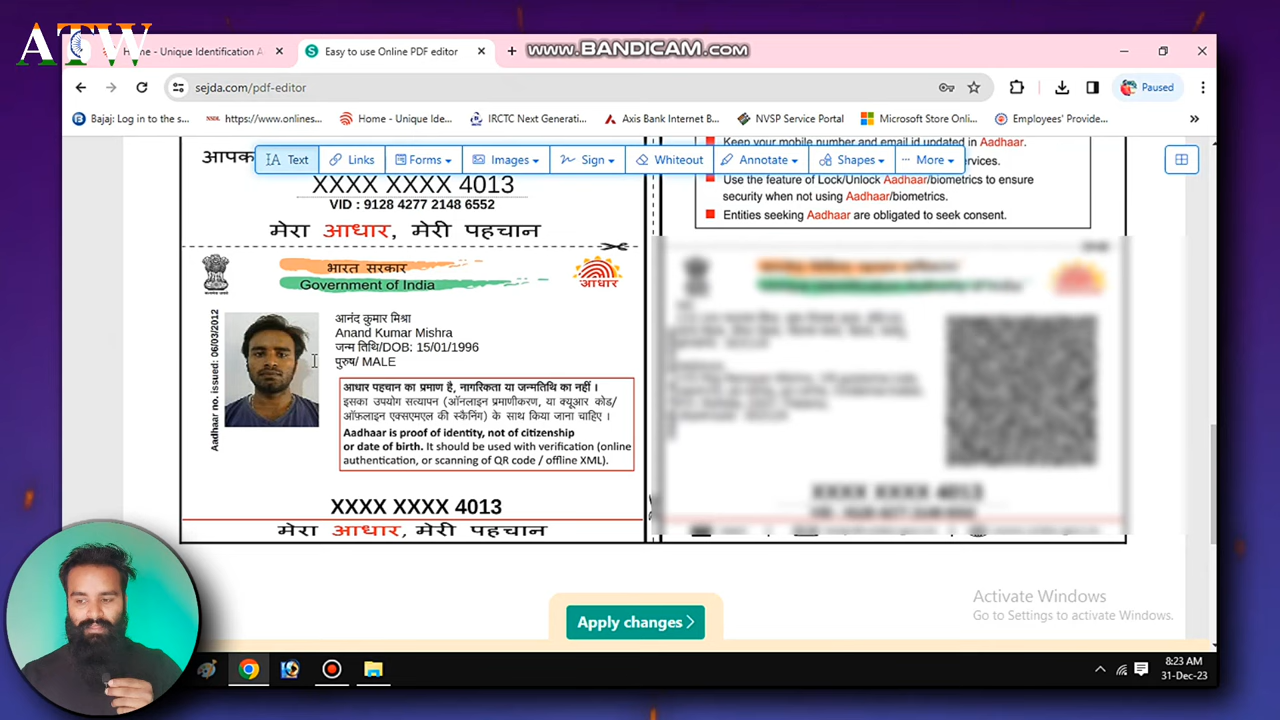 ATW
Home - Unique Identification A
Easy to use Online PDF editor
WWW.BANDICAM.COM
sejda.com/pdf-editor
Paused
Bajaj: Log in to the s...
NSDL
https://www.onlines...
Home - Unique Ide...
IRCTC Next Generati...
Axis Bank Internet B...
NVSP Service Portal
Microsoft Store Onli...
Employees' Provide...
Text
Links
Forms
Images
Sign
Whiteout
Annotate
Shapes
More
आपक
XXXX XXXX 4013
VID : 9128 4277 2148 6552
मेरा आधार, मेरी पहचान
Keep your mobile number and email id updated in Aadhaar.
rvices.
Use the feature of Lock/Unlock Aadhaar/biometrics to ensure
security when not using Aadhaar/biometrics.
Entities seeking Aadhaar are obligated to seek consent.
भारत सरकार
Government of India
आधार
Aadhaar no. issued: 06/03/2012
आनंद कुमार मिश्रा
Anand Kumar Mishra
जन्म तिथि/DOB: 15/01/1996
पुरुष/ MALE
आधार पहचान का प्रमाण है, नागरिकता या जन्मतिथि का नहीं ।
इसका उपयोग सत्यापन (ऑनलाइन प्रमाणीकरण, या क्यूआर कोड/
ऑफ़लाइन एक्सएमएल की स्कैनिंग) के साथ किया जाना चाहिए ।
Aadhaar is proof of identity, not of citizenship
or date of birth. It should be used with verification (online
authentication, or scanning of QR code / offline XML).
XXXX XXXX 4013
मेरा आधार, मेरी पहचान
XXXX XXXX 4013
Apply changes
Activate Windows
Go to Settings to activate Windows.
8:23 AM
31-Dec-23